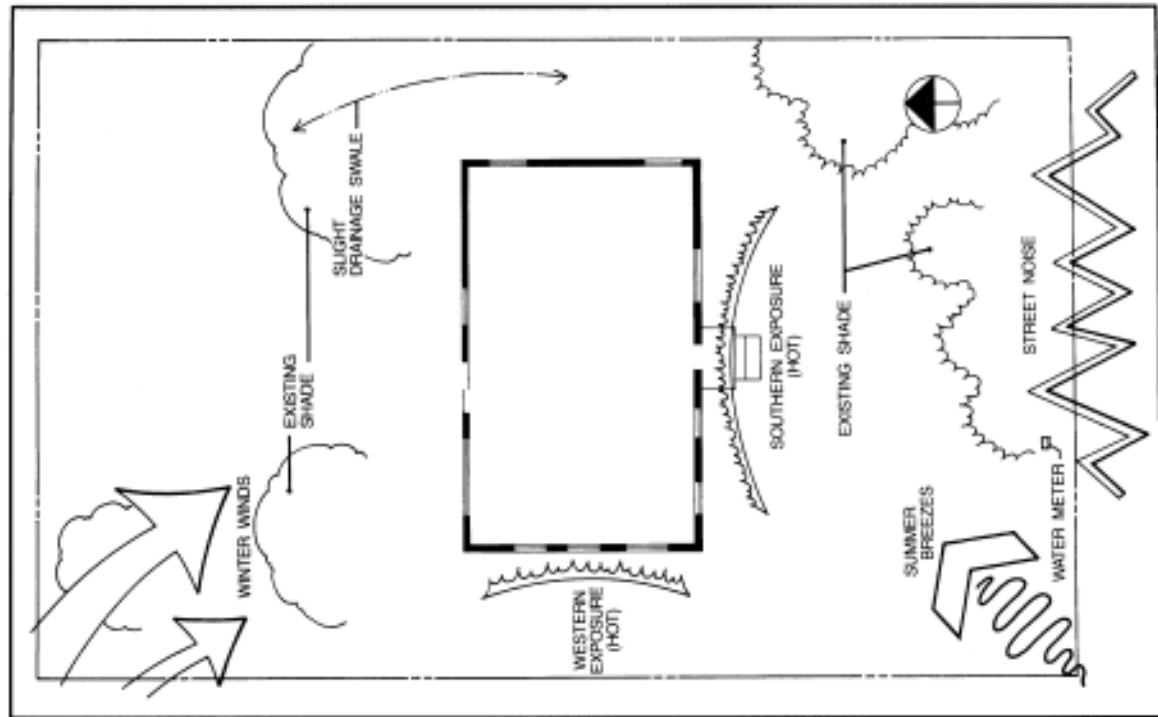 WINTER WINDS
EXISTING
SHADE
SLIGHT
DRAINAGE SWALE
WESTERN
EXPOSURE
(HOT)
SOUTHERN EXPOSURE
(HOT)
EXISTING SHADE
SUMMER
BREEZES
WATER METER
STREET NOISE